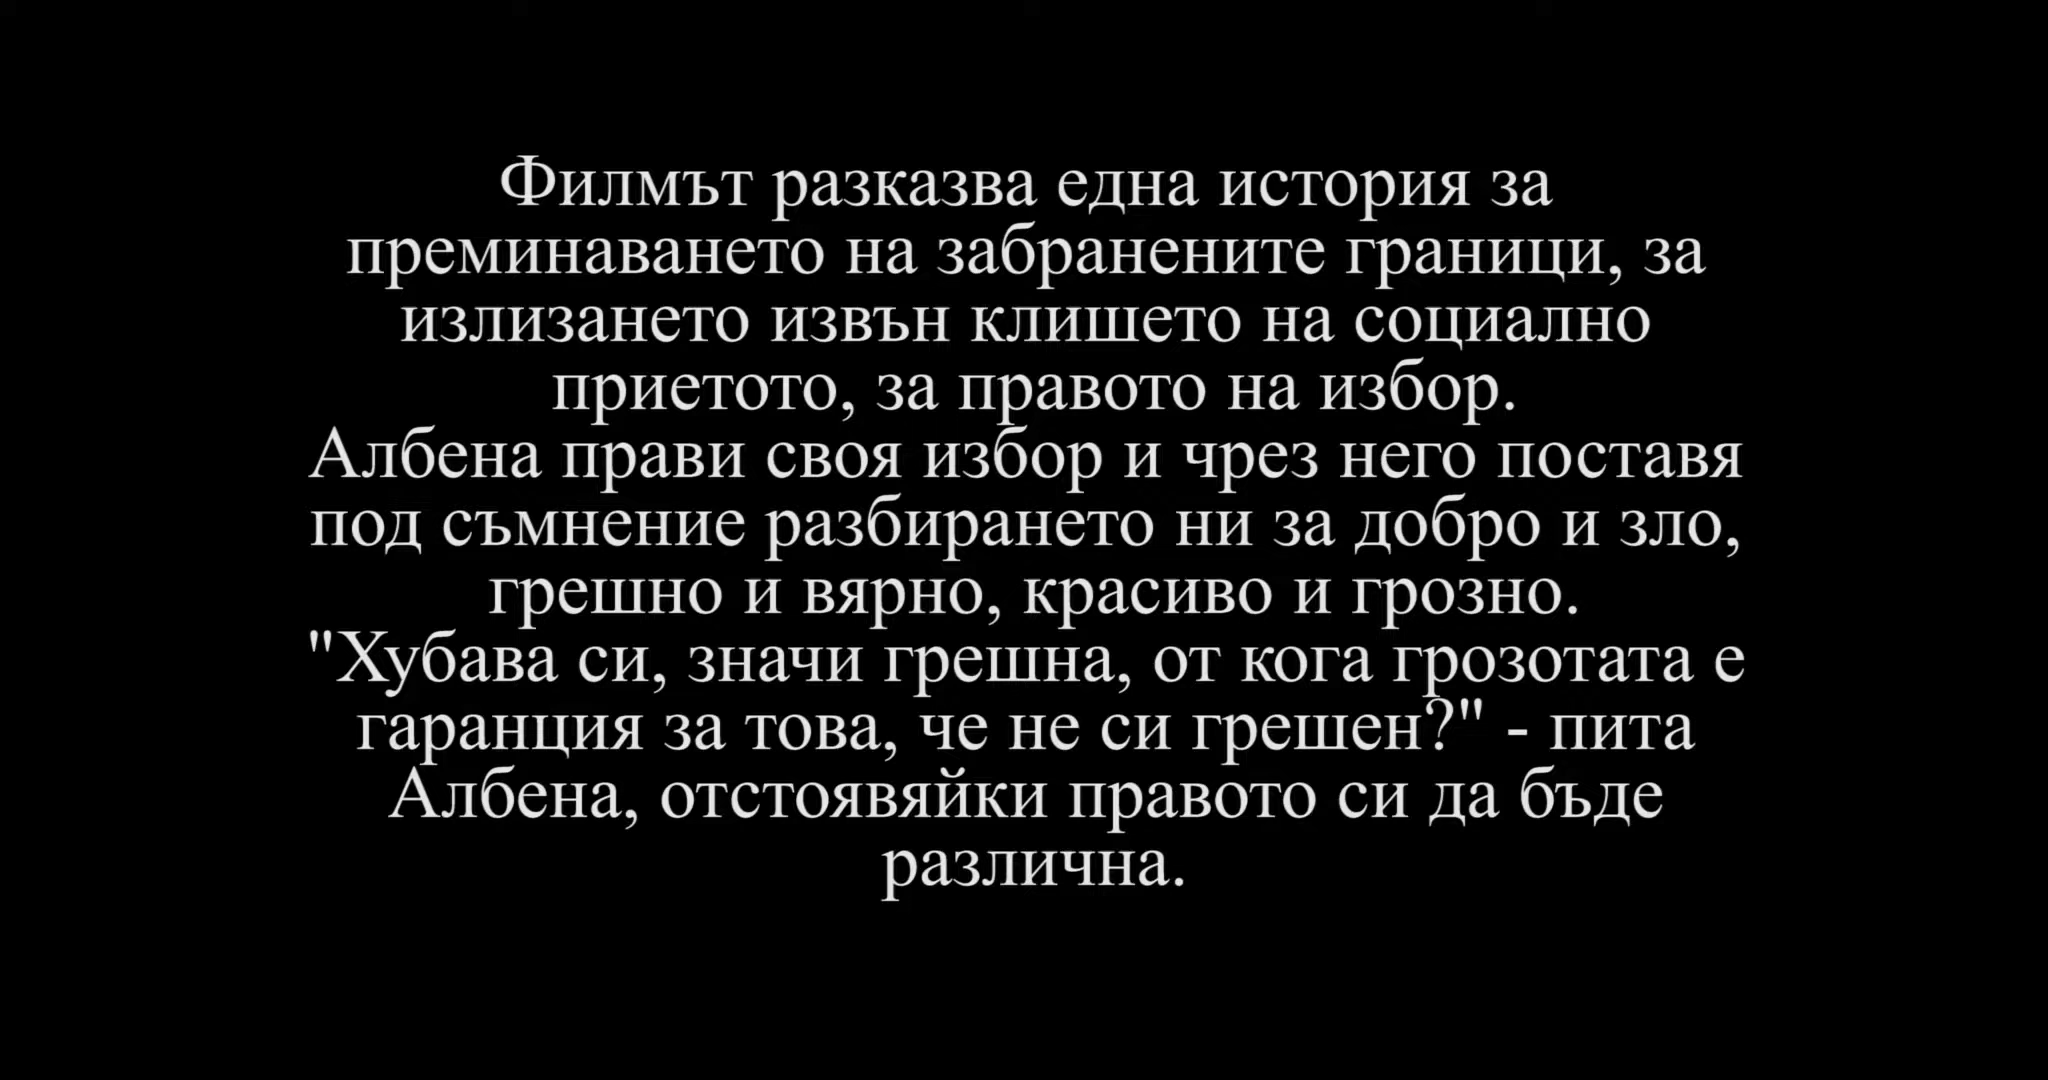 Филмът разказва една история за
преминаването на забранените граници, за
излизането извън клишето на социално
приетото, за правото на избор.
Албена прави своя избор и чрез него поставя
под съмнение разбирането ни за добро и зло,
грешно и вярно, красиво и грозно.
"Хубава си, значи грешна, от кога грозотата е
гаранция за това, че не си грешен?" - пита
Албена, отстоявяйки правото си да бъде
различна.